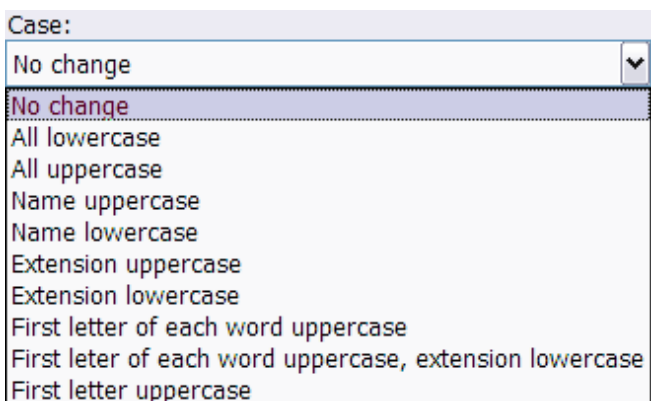 Case:
No change
No change
All lowercase
All uppercase
Name uppercase
Name lowercase
Extension uppercase
Extension lowercase
First letter of each word uppercase
First leter of each word uppercase, extension lowercase
First letter uppercase